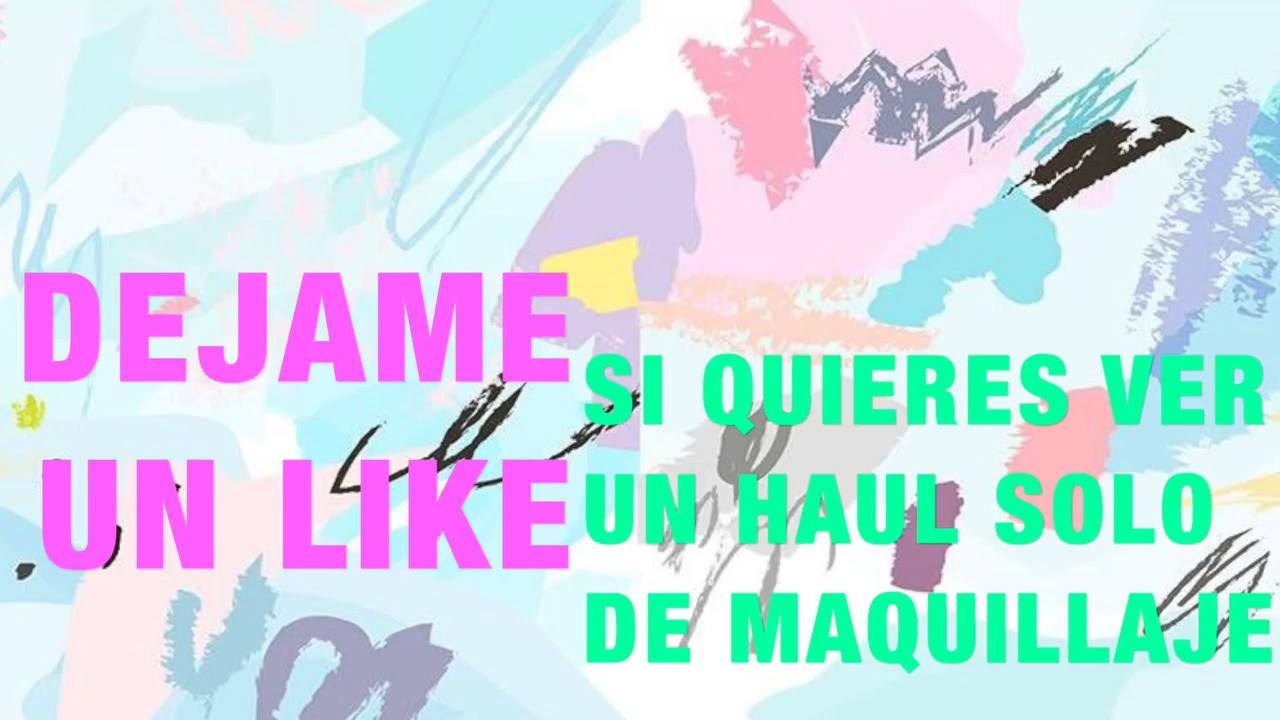 DEJAME
UN LIKE
SI QUIERES VER
UN HAUL SOLO
DE MAQUILLAJE